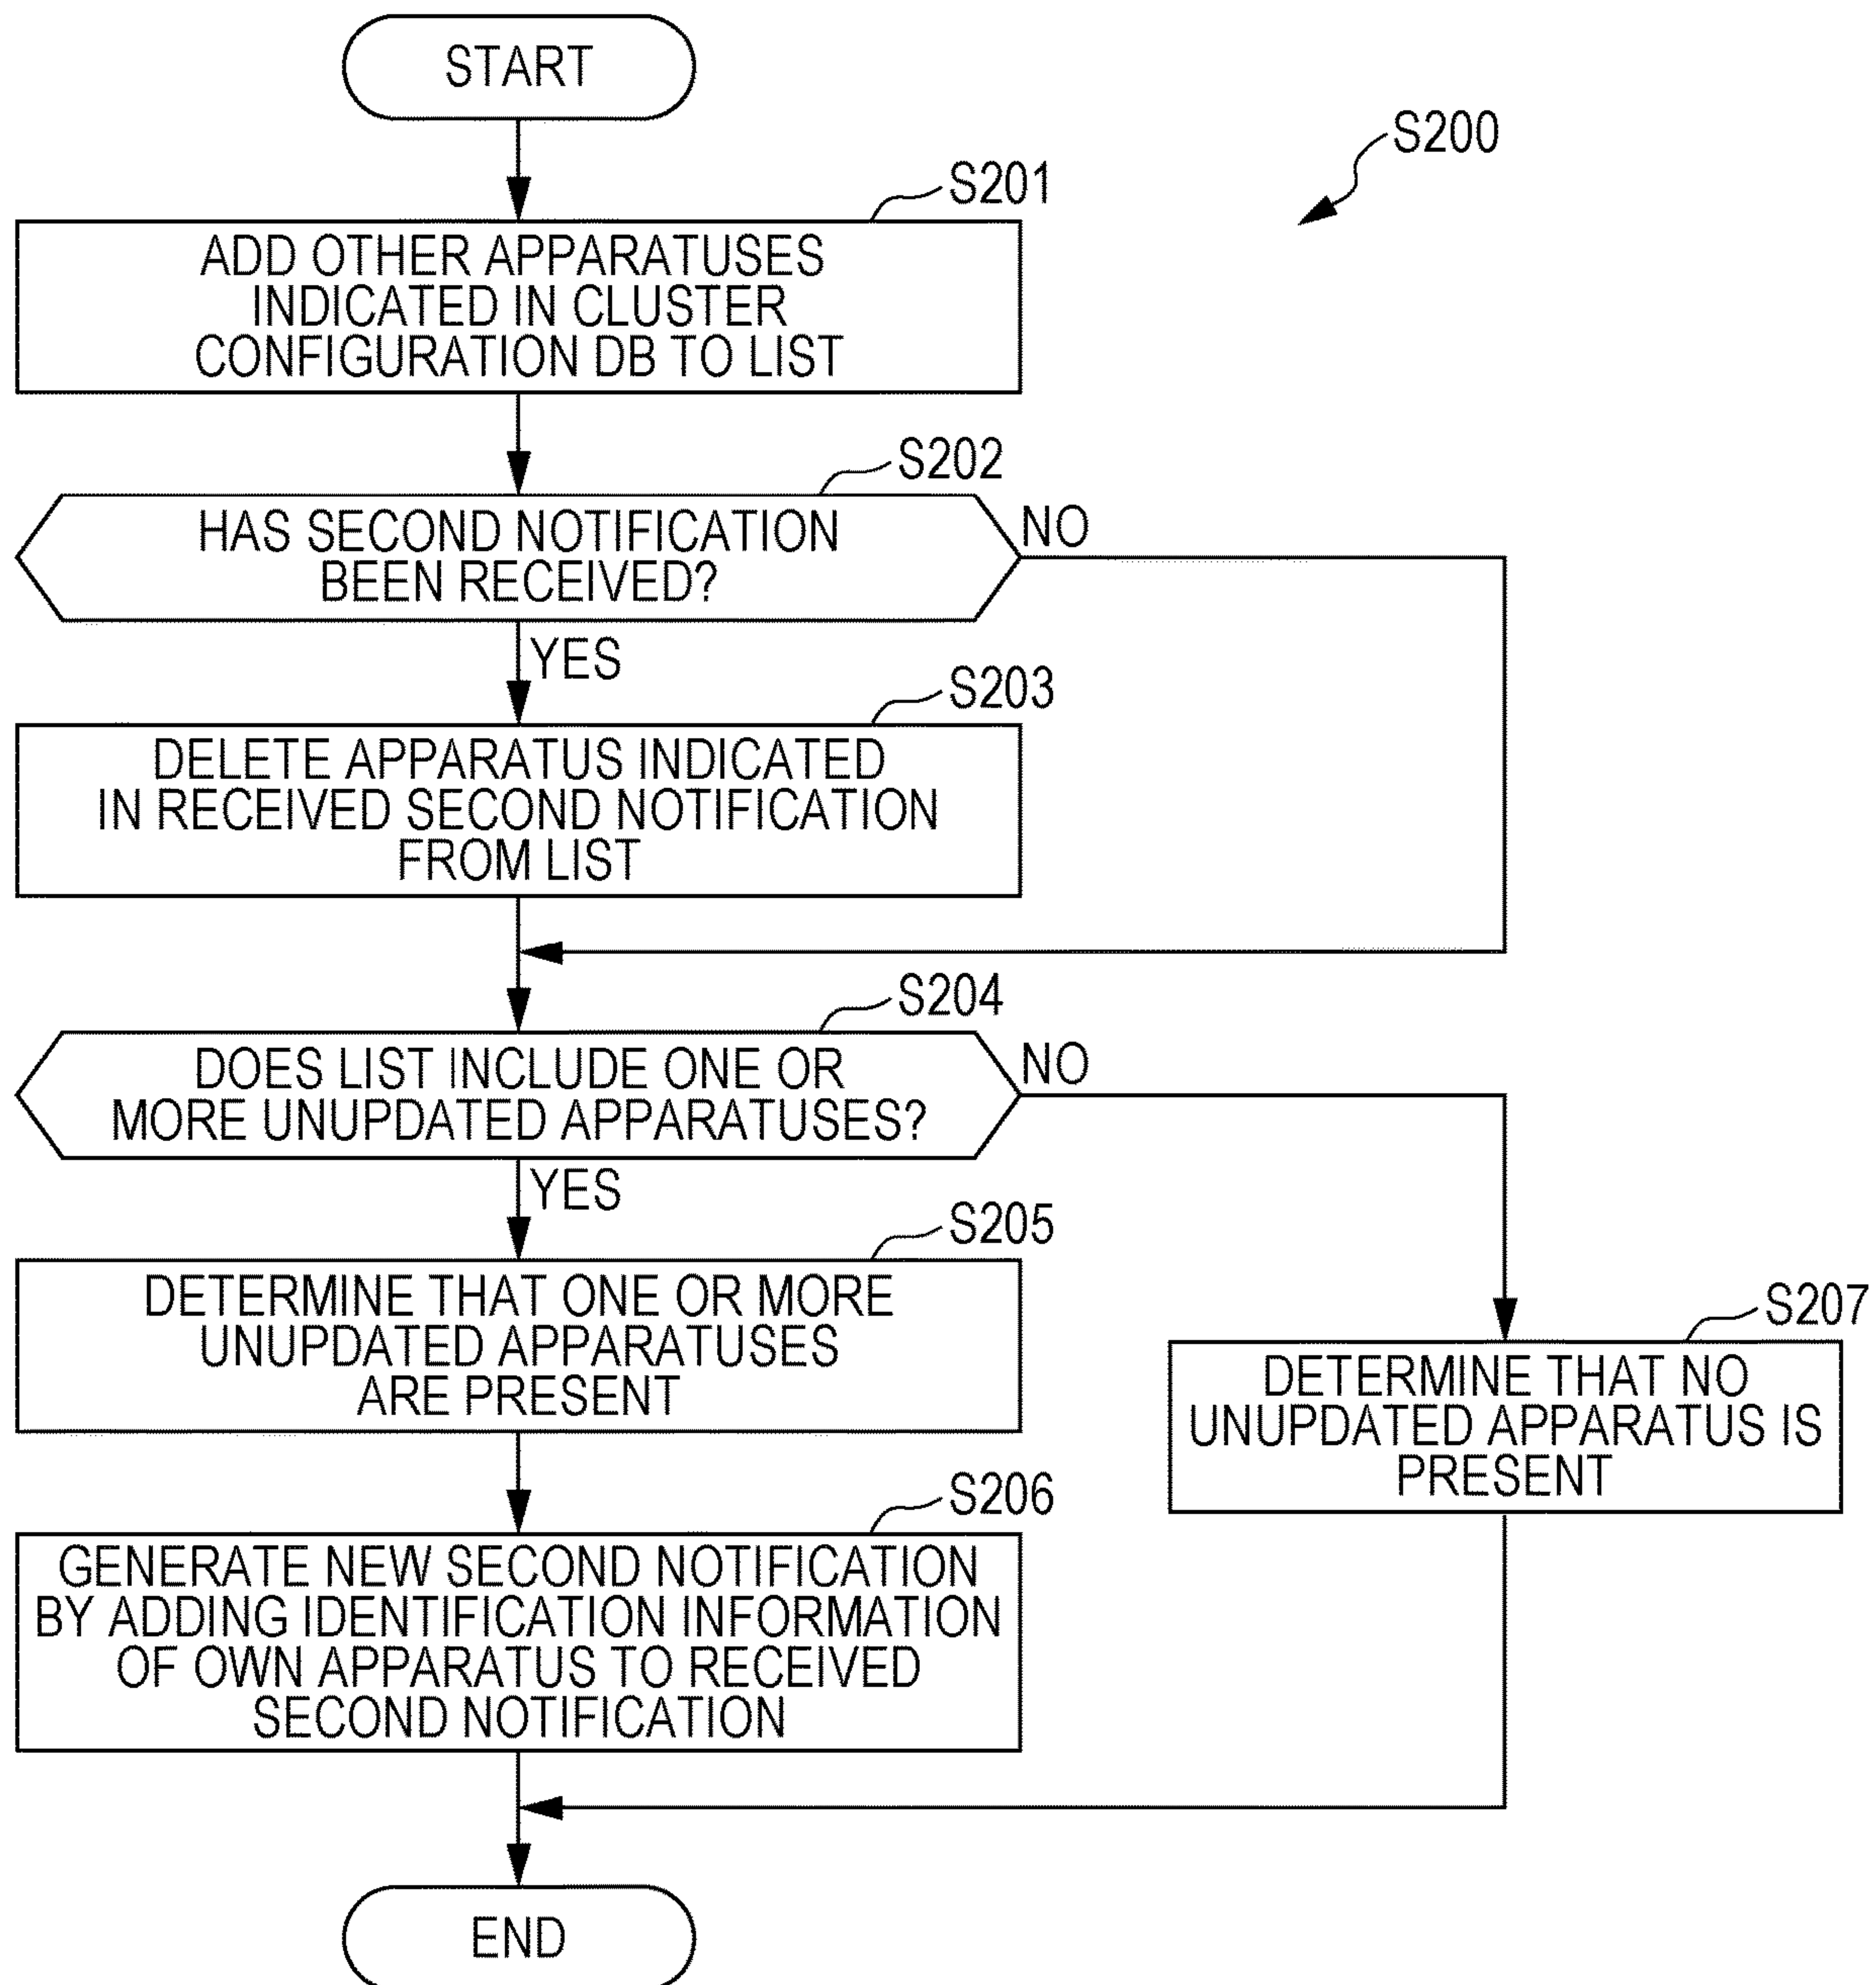 START
S200
S201
ADD OTHER APPARATUSES
INDICATED IN CLUSTER
CONFIGURATION DB TO LIST
S202
HAS SECOND NOTIFICATION
BEEN RECEIVED?
NO
YES
S203
DELETE APPARATUS INDICATED
IN RECEIVED SECOND NOTIFICATION
FROM LIST
S204
DOES LIST INCLUDE ONE OR
MORE UNUPDATED APPARATUSES?
NO
YES
S205
DETERMINE THAT ONE OR MORE
UNUPDATED APPARATUSES
ARE PRESENT
S207
DETERMINE THAT NO
UNUPDATED APPARATUS IS
PRESENT
S206
GENERATE NEW SECOND NOTIFICATION
BY ADDING IDENTIFICATION INFORMATION
OF OWN APPARATUS TO RECEIVED
SECOND NOTIFICATION
END